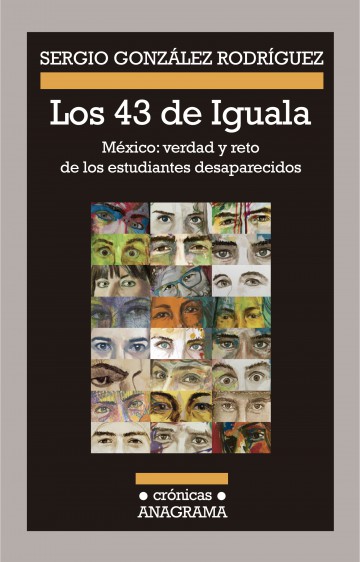 SERGIO GONZÁLEZ RODRÍGUEZ
Los 43 de Iguala
México: verdad y reto
de los estudiantes desaparecidos
crónicas
ANAGRAMA